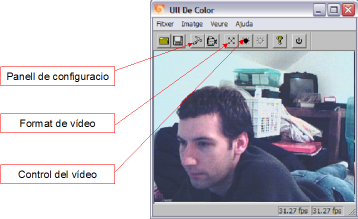 Ull De Color
Fitxer Imatge Veure Ajuda
Panell de configuracio
Format de vídeo
Control del vídeo
31.27 fps 31.27 fps